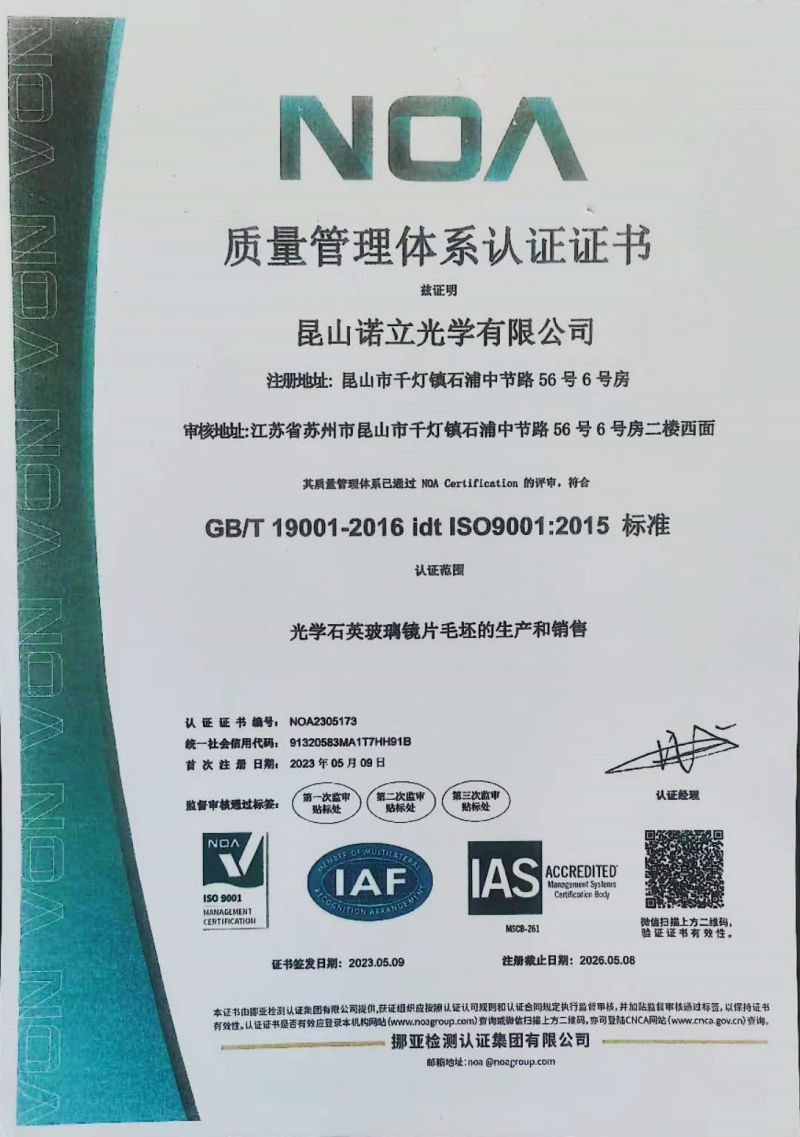 NOA
质量管理体系认证证书
兹证明
昆山诺立光学有限公司
注册地址: 昆山市千灯镇石浦中节路 56 号 6 号房
审核地址:江苏省苏州市昆山市千灯镇石浦中节路 56 号 6 号房二楼西面
其质量管理体系已通过 NOA Certification 的评审, 符合
GB/T 19001-2016 idt ISO9001:2015 标准
认证范围
光学石英玻璃镜片毛坯的生产和销售
认 证 证 书 编号: NOA2305173
统一社会信用代码: 91320583MA1T7HH91B
首 次 注 册 日期: 2023 年 05 月 09 日
监督审核通过标签:
第一次监审
贴标处
第二次监审
贴标处
第三次监审
贴标处
认证经理
NOA
ISO 9001
MANAGEMENT
CERTIFICATION
MEMBER OF MULTILATERAL
IAF
RECOGNITION ARRANGEMENT
IAS
ACCREDITED
Management Systems
Certification Body
MSCB-261
微信扫描上方二维码,
验证证书有效性。
证书签发日期: 2023.05.09
注册截止日期: 2026.05.08
本证书由挪亚检测认证集团有限公司提供,获证组织应按照认证认可规则和认证合同规定执行监督审核, 并加贴监督审核通过标签, 以保持证书
有效性。认证证书是否有效应登录本机构网站(www.noagroup.com)查询或微信扫描上方二维码, 亦可登陆CNCA网站(www.cnca.gov.cn)查询。
挪亚检测认证集团有限公司
邮箱地址: noa @noagroup.com
NOA
NOA
NOA
NOA
NOA
NOA